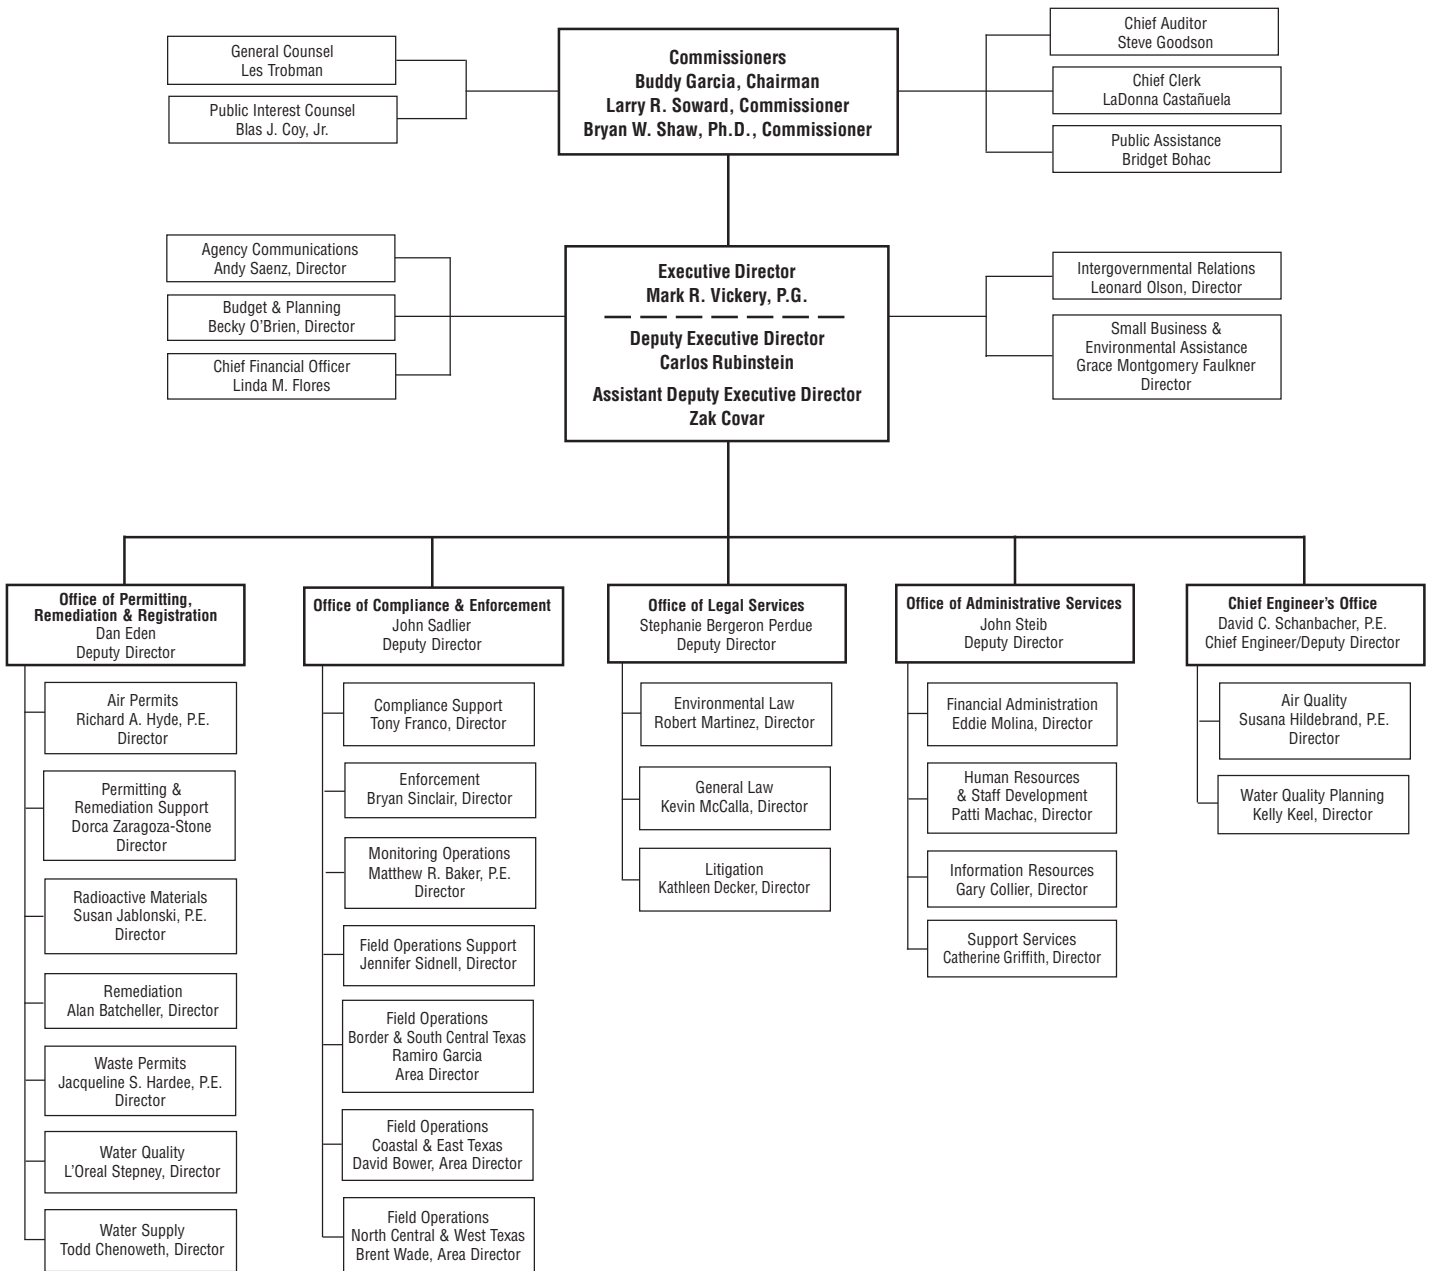 General Counsel
Les Trobman
Public Interest Counsel
Blas J. Coy, Jr.
Commissioners
Buddy Garcia, Chairman
Larry R. Soward, Commissioner
Bryan W. Shaw, Ph.D., Commissioner
Chief Auditor
Steve Goodson
Chief Clerk
LaDonna Castañuela
Public Assistance
Bridget Bohac
Agency Communications
Andy Saenz, Director
Budget & Planning
Becky O'Brien, Director
Chief Financial Officer
Linda M. Flores
Executive Director
Mark R. Vickery, P.G.
Deputy Executive Director
Carlos Rubinstein
Assistant Deputy Executive Director
Zak Covar
Intergovernmental Relations
Leonard Olson, Director
Small Business &
Environmental Assistance
Grace Montgomery Faulkner
Director
Office of Permitting,
Remediation & Registration
Dan Eden
Deputy Director
Air Permits
Richard A. Hyde, P.E.
Director
Permitting &
Remediation Support
Dorca Zaragoza-Stone
Director
Radioactive Materials
Susan Jablonski, P.E.
Director
Remediation
Alan Batcheller, Director
Waste Permits
Jacqueline S. Hardee, P.E.
Director
Water Quality
L'Oreal Stepney, Director
Water Supply
Todd Chenoweth, Director
Office of Compliance & Enforcement
John Sadlier
Deputy Director
Compliance Support
Tony Franco, Director
Enforcement
Bryan Sinclair, Director
Monitoring Operations
Matthew R. Baker, P.E.
Director
Field Operations Support
Jennifer Sidnell, Director
Field Operations
Border & South Central Texas
Ramiro Garcia
Area Director
Field Operations
Coastal & East Texas
David Bower, Area Director
Field Operations
North Central & West Texas
Brent Wade, Area Director
Office of Legal Services
Stephanie Bergeron Perdue
Deputy Director
Environmental Law
Robert Martinez, Director
General Law
Kevin McCalla, Director
Litigation
Kathleen Decker, Director
Office of Administrative Services
John Steib
Deputy Director
Financial Administration
Eddie Molina, Director
Human Resources
& Staff Development
Patti Machac, Director
Information Resources
Gary Collier, Director
Support Services
Catherine Griffith, Director
Chief Engineer's Office
David C. Schanbacher, P.E.
Chief Engineer/Deputy Director
Air Quality
Susana Hildebrand, P.E.
Director
Water Quality Planning
Kelly Keel, Director